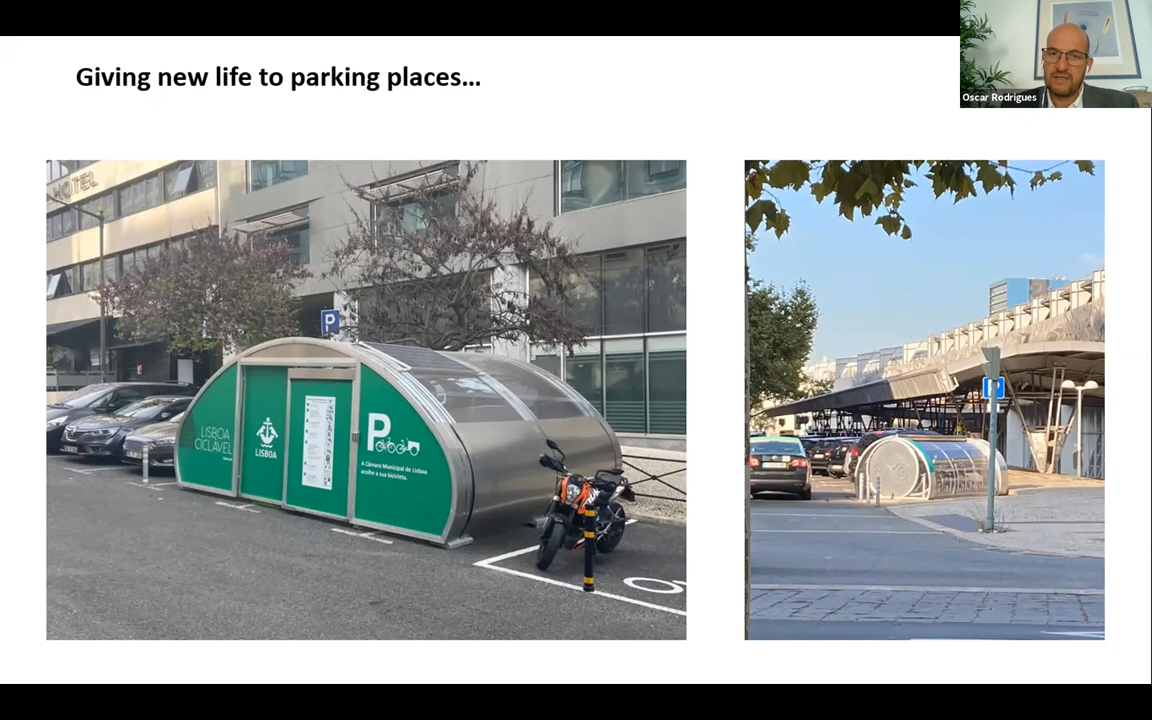 Giving new life to parking places...
Oscar Rodrigues
HOTEL
P
LISBOA
CICLÁVEL
LISBOA
P
A Câmara Municipal de Lisboa
acolhe a sua bicicleta.